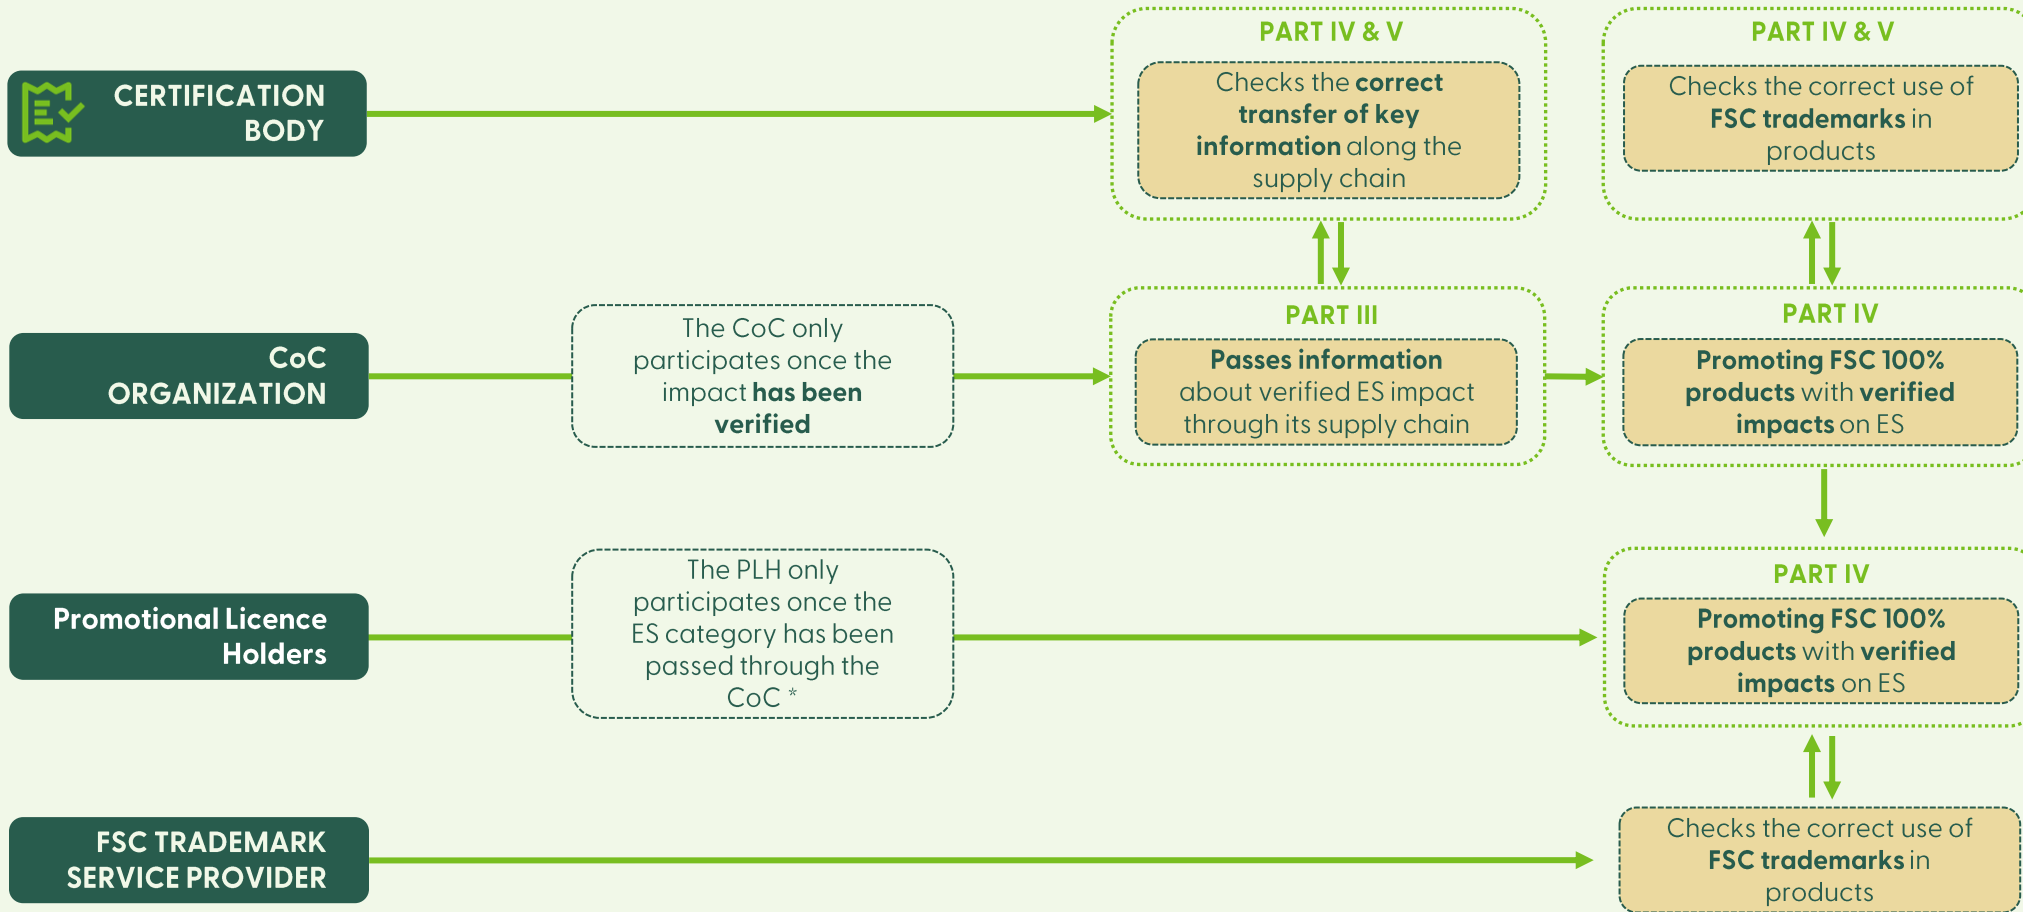 CERTIFICATION
BODY
PART IV & V
Checks the correct
transfer of key
information along the
supply chain
PART IV & V
Checks the correct use of
FSC trademarks in
products
CoC
ORGANIZATION
The CoC only
participates once the
impact has been
verified
PART III
Passes information
about verified ES impact
through its supply chain
PART IV
Promoting FSC 100%
products with verified
impacts on ES
Promotional Licence
Holders
The PLH only
participates once the
ES category has been
passed through the
CoC *
PART IV
Promoting FSC 100%
products with verified
impacts on ES
FSC TRADEMARK
SERVICE PROVIDER
Checks the correct use of
FSC trademarks in
products